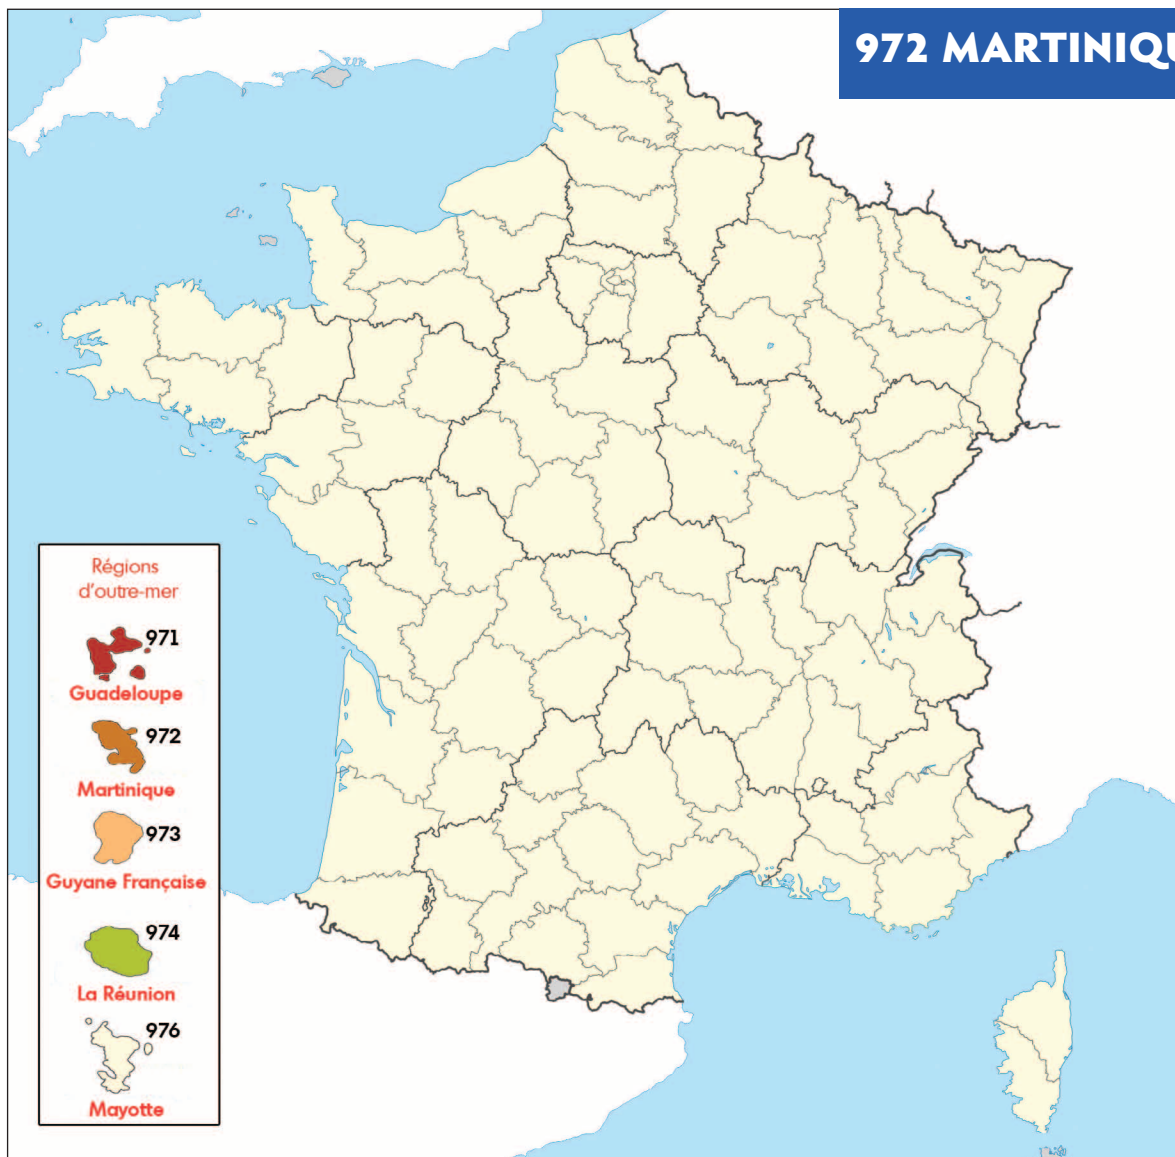 972 MARTINIQU
Régions
d'outre-mer
971
Guadeloupe
972
Martinique
973
Guyane Française
974
La Réunion
976
Mayotte